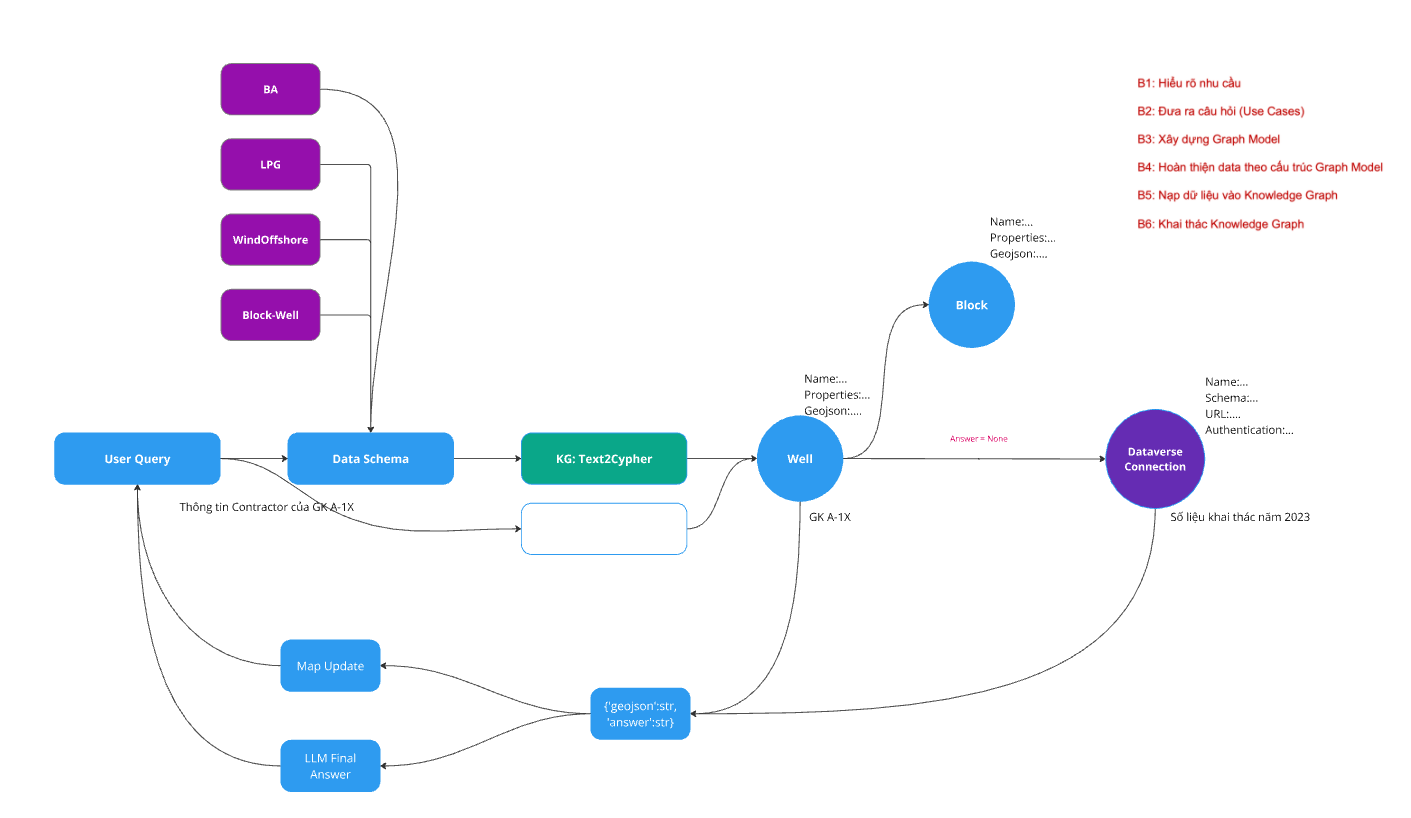 BA
LPG
WindOffshore
Block-Well
B1: Hiểu rõ nhu cầu
B2: Đưa ra câu hỏi (Use Cases)
B3: Xây dựng Graph Model
B4: Hoàn thiện data theo cấu trúc Graph Model
B5: Nạp dữ liệu vào Knowledge Graph
B6: Khai thác Knowledge Graph
Name:...
Properties:...
Geojson:....
Block
Name:...
Properties:...
Geojson:....
Name:...
Schema:...
URL:....
Authentication:...
User Query
Data Schema
KG: Text2Cypher
Well
Answer = None
Dataverse
Connection
Thông tin Contractor của GK A-1X
GK A-1X
Số liệu khai thác năm 2023
Map Update
{'geojson':str,
'answer':str}
LLM Final
Answer